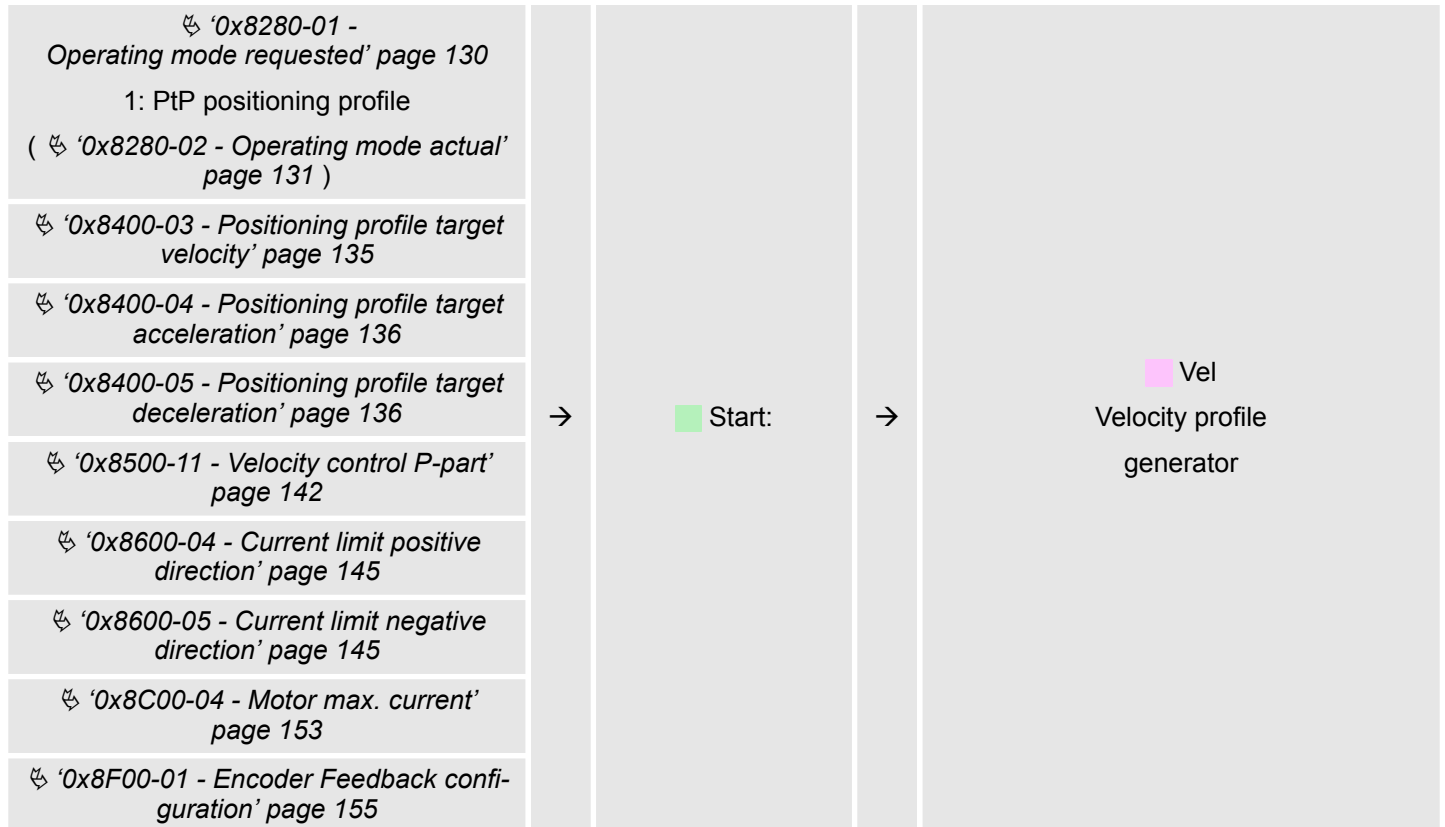 ↳ ‘0x8280-01 -
Operating mode requested’ page 130
1: PtP positioning profile
( ↳ ‘0x8280-02 - Operating mode actual’
page 131 )
↳ ‘0x8400-03 - Positioning profile target
velocity’ page 135
↳ ‘0x8400-04 - Positioning profile target
acceleration’ page 136
↳ ‘0x8400-05 - Positioning profile target
deceleration’ page 136
↳ ‘0x8500-11 - Velocity control P-part’
page 142
↳ ‘0x8600-04 - Current limit positive
direction’ page 145
↳ ‘0x8600-05 - Current limit negative
direction’ page 145
↳ ‘0x8C00-04 - Motor max. current’
page 153
↳ ‘0x8F00-01 - Encoder Feedback confi-
guration’ page 155
→
Start:
→
Vel
Velocity profile
generator